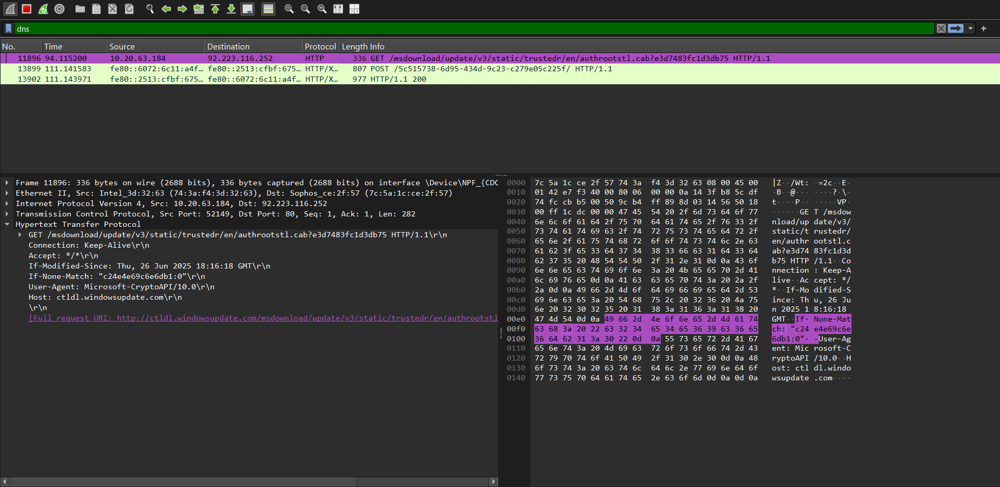 dns
No. Time Source Destination Protocol Length Info
11896 94.115200 10.20.63.184 92.223.116.252 HTTP 336 GET /msdownload/update/v3/static/trustedr/en/authrootstl.cab?e3d7483fc1d3db75 HTTP/1.1
13899 111.141583 fe80::6072:6c11:a4f… fe80::2513:cfbf:675… HTTP/X… 807 POST /5c515738-6d95-434d-9c23-c279e05c225f/ HTTP/1.1
13902 111.143971 fe80::2513:cfbf:675… fe80::6072:6c11:a4f… HTTP/X… 977 HTTP/1.1 200
Frame 11896: 336 bytes on wire (2688 bits), 336 bytes captured (2688 bits) on interface \Device\NPF_{CDC
Ethernet II, Src: Intel_3d:32:63 (74:3a:f4:3d:32:63), Dst: Sophos_ce:2f:57 (7c:5a:1c:ce:2f:57)
Internet Protocol Version 4, Src: 10.20.63.184, Dst: 92.223.116.252
Transmission Control Protocol, Src Port: 52149, Dst Port: 80, Seq: 1, Ack: 1, Len: 282
Hypertext Transfer Protocol
GET /msdownload/update/v3/static/trustedr/en/authrootstl.cab?e3d7483fc1d3db75 HTTP/1.1\r\n
Connection: Keep-Alive\r\n
Accept: */*\r\n
If-Modified-Since: Thu, 26 Jun 2025 18:16:18 GMT\r\n
If-None-Match: "c24e4e69c6e6db1:0"\r\n
User-Agent: Microsoft-CryptoAPI/10.0\r\n
Host: ctldl.windowsupdate.com\r\n
\r\n
[Full request URI: http://ctldl.windowsupdate.com/msdownload/update/v3/static/trustedr/en/authrootstl
0000 7c 5a 1c ce 2f 57 74 3a f4 3d 32 63 08 00 45 00 |Z··/Wt: ·=2c··E·
0010 01 42 e7 f3 40 00 80 06 00 00 0a 14 3f b8 5c df ·B··@··· ····?·\·
0020 74 fc cb b5 00 50 9c b4 ff 89 8d 03 14 56 50 18 t····P·· ·····VP·
0030 00 ff 1c dc 00 00 47 45 54 20 2f 6d 73 64 6f 77 ······GE T /msdow
0040 6e 6c 6f 61 64 2f 75 70 64 61 74 65 2f 76 33 2f nload/up date/v3/
0050 73 74 61 74 69 63 2f 74 72 75 73 74 65 64 72 2f static/t rustedr/
0060 65 6e 2f 61 75 74 68 72 6f 6f 74 73 74 6c 2e 63 en/authr ootstl.c
0070 61 62 3f 65 33 64 37 34 38 33 66 63 31 64 33 64 ab?e3d74 83fc1d3d
0080 62 37 35 20 48 54 54 50 2f 31 2e 31 0d 0a 43 6f b75 HTTP /1.1··Co
0090 6e 6e 65 63 74 69 6f 6e 3a 20 4b 65 65 70 2d 41 nnection : Keep-A
00a0 6c 69 76 65 0d 0a 41 63 63 65 70 74 3a 20 2a 2f live··Ac cept: */
00b0 2a 0d 0a 49 66 2d 4d 6f 64 69 66 69 65 64 2d 53 *··If-Mo dified-S
00c0 69 6e 63 65 3a 20 54 68 75 2c 20 32 36 20 4a 75 ince: Th u, 26 Ju
00d0 6e 20 32 30 32 35 20 31 38 3a 31 36 3a 31 38 20 n 2025 1 8:16:18
00e0 47 4d 54 0d 0a 49 66 2d 4e 6f 6e 65 2d 4d 61 74 GMT··If- None-Mat
00f0 63 68 3a 20 22 63 32 34 65 34 65 36 39 63 36 65 ch: "c24 e4e69c6e
0100 36 64 62 31 3a 30 22 0d 0a 55 73 65 72 2d 41 67 6db1:0"· ·User-Ag
0110 65 6e 74 3a 20 4d 69 63 72 6f 73 6f 66 74 2d 43 ent: Mic rosoft-C
0120 72 79 70 74 6f 41 50 49 2f 31 30 2e 30 0d 0a 48 ryptoAPI /10.0··H
0130 6f 73 74 3a 20 63 74 6c 64 6c 2e 77 69 6e 64 6f ost: ctl dl.windo
0140 77 73 75 70 64 61 74 65 2e 63 6f 6d 0d 0a 0d 0a wsupdate .com····